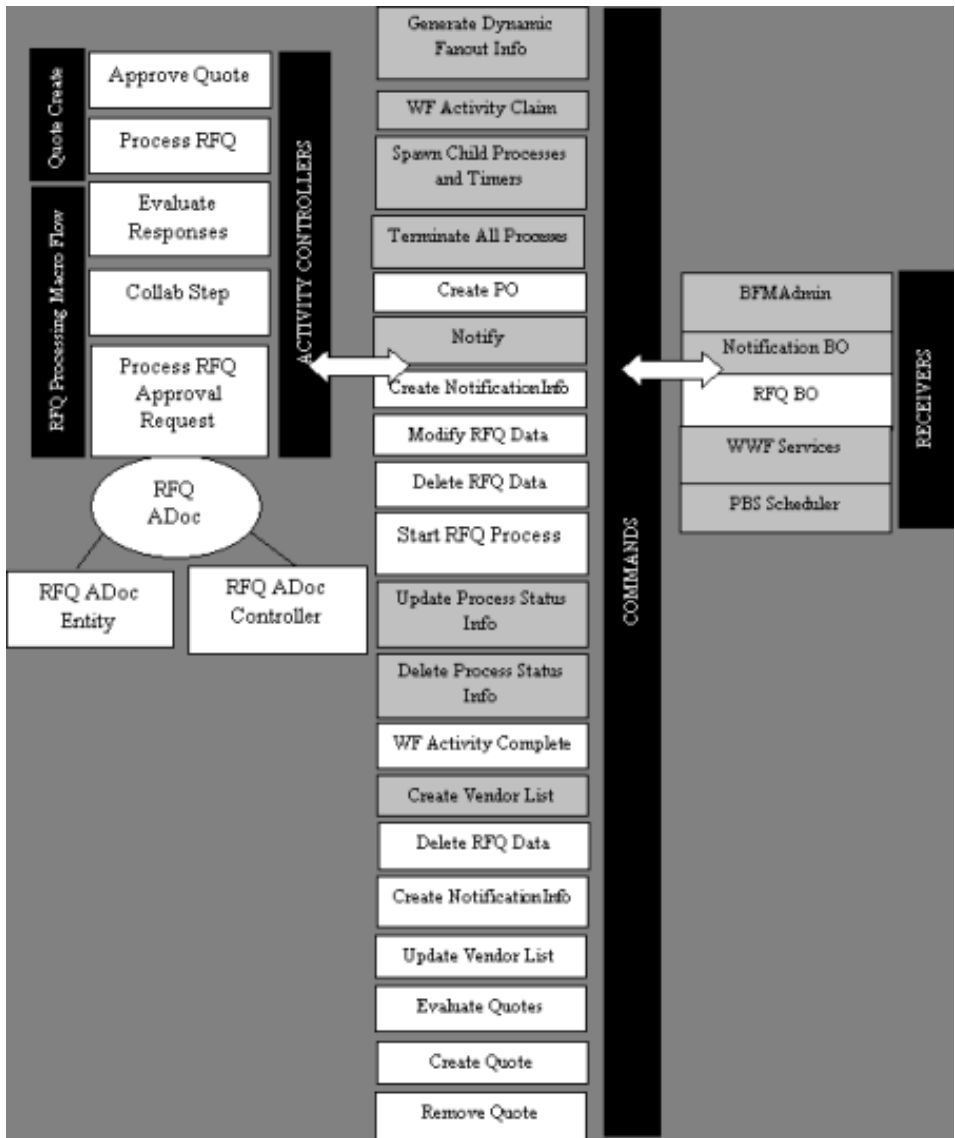 Quote Create
Approve Quote
Process RFQ
RFQ Processing Macro Flow
Evaluate
Responses
Collab Step
Process RFQ
Approval
Request
ACTIVITY CONTROLLERS
RFQ
ADoc
RFQ ADoc
Entity
RFQ ADoc
Controller
Generate Dynamic
Fanout Info
WF Activity Claim
Spawn Child Processes
and Timers
Terminate All Processes
Create PO
Notify
Create NotificationInfo
Modify RFQ Data
Delete RFQ Data
Start RFQ Process
Update Process Status
Info
Delete Process Status
Info
WF Activity Complete
Create Vendor List
Delete RFQ Data
Create NotificationInfo
Update Vendor List
Evaluate Quotes
Create Quote
Remove Quote
COMMANDS
BFMAdmin
Notification BO
RFQ BO
WWF Services
PBS Scheduler
RECEIVERS